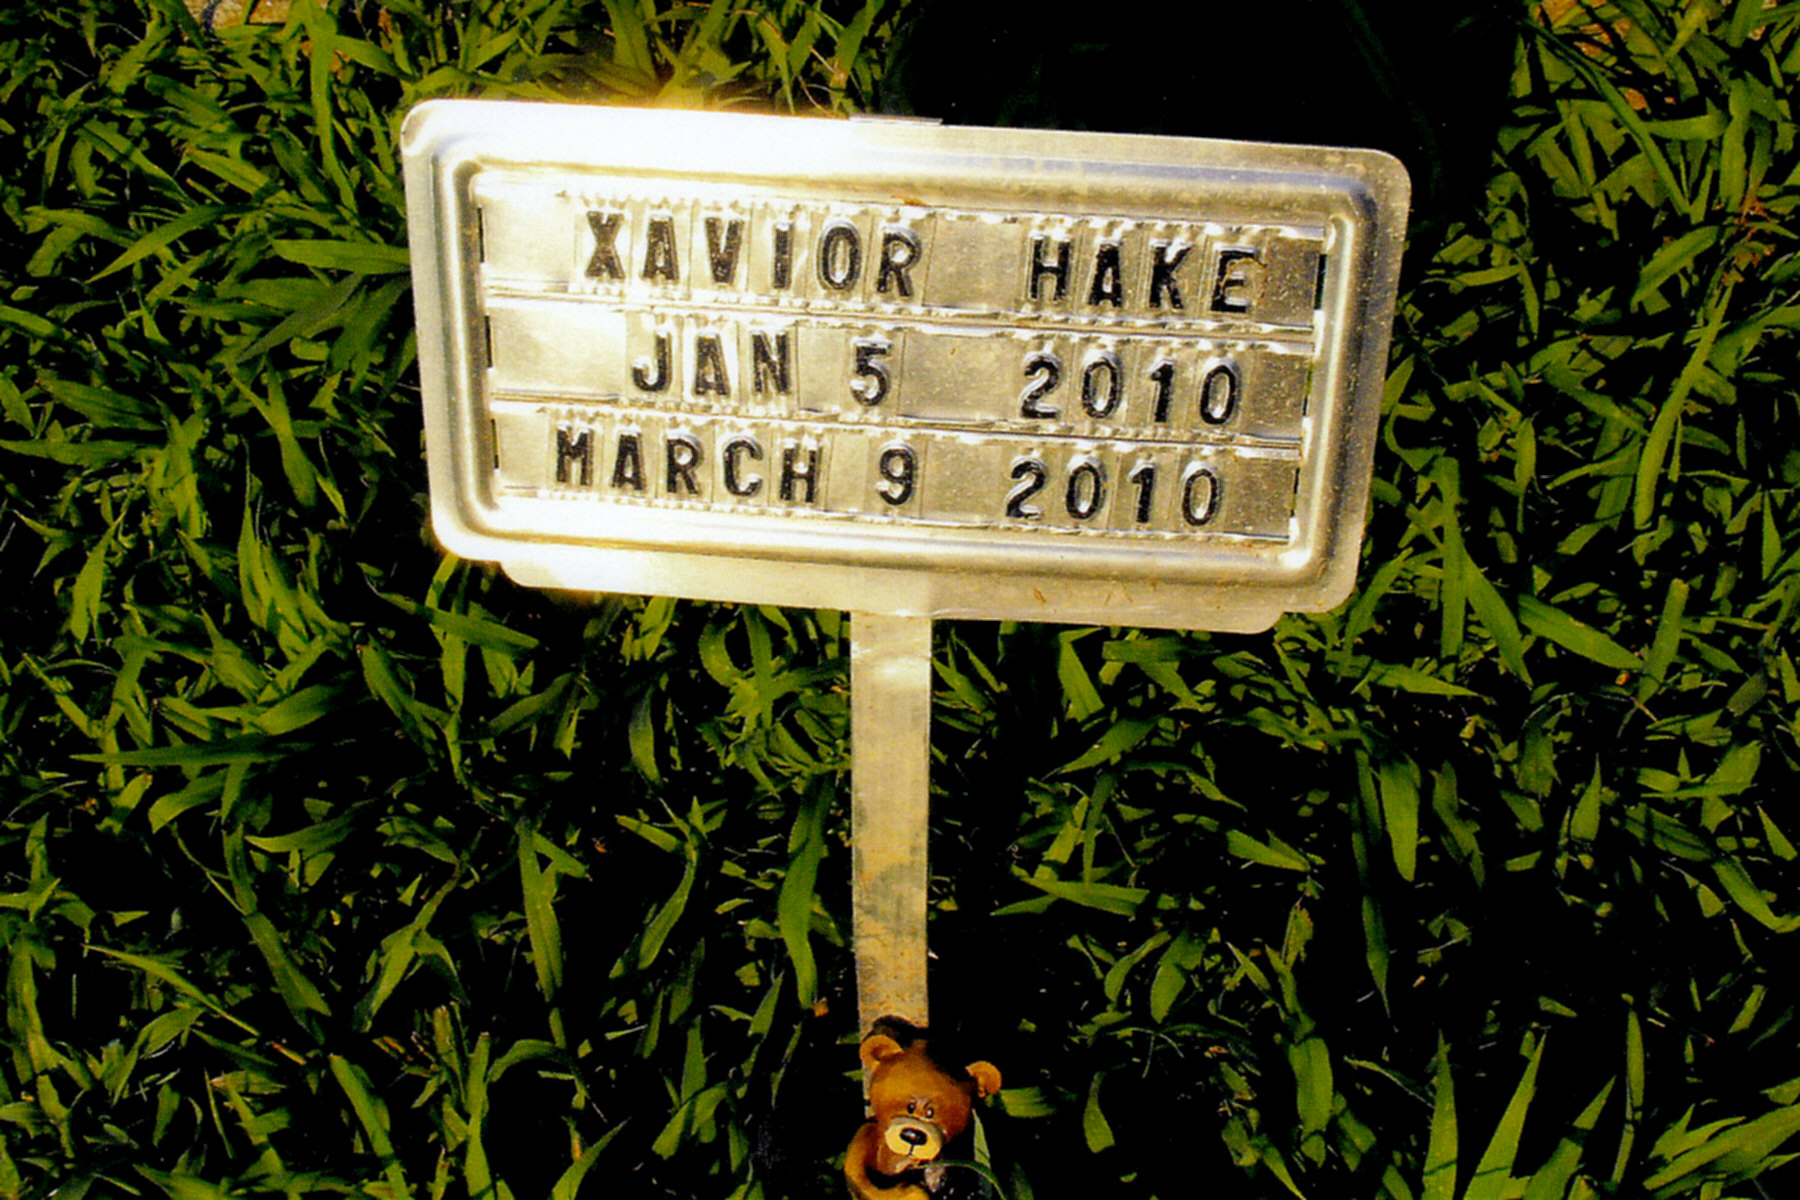 XAVIOR HAKE
JAN 5 2010
MARCH 9 2010